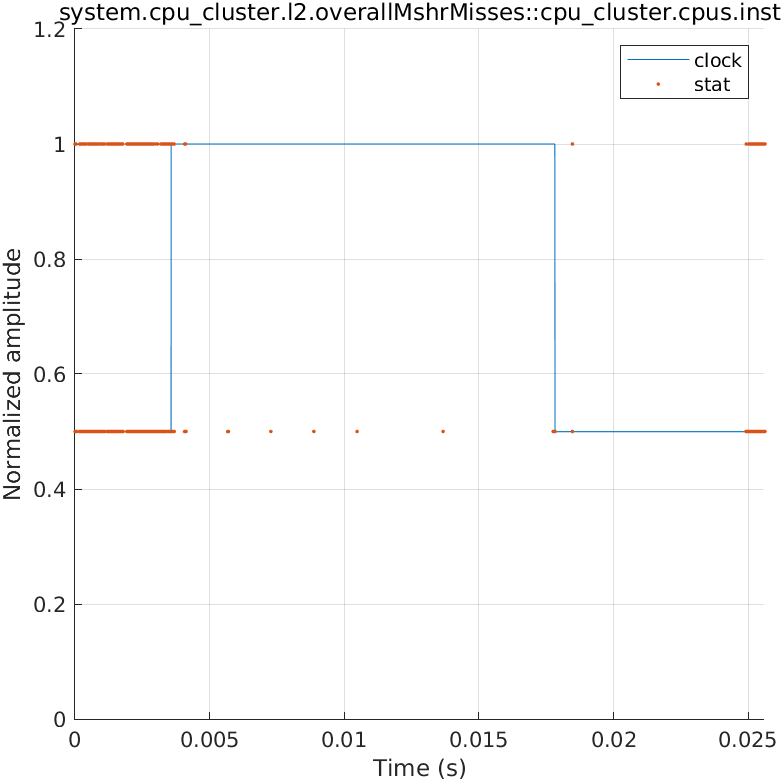 system.cpu_cluster.l2.overallMshrMisses::cpu_cluster.cpus.inst
1.2
1
0.8
0.6
0.4
0.2
0
Normalized amplitude
clock
stat
0 0.005 0.01 0.015 0.02 0.025
Time (s)